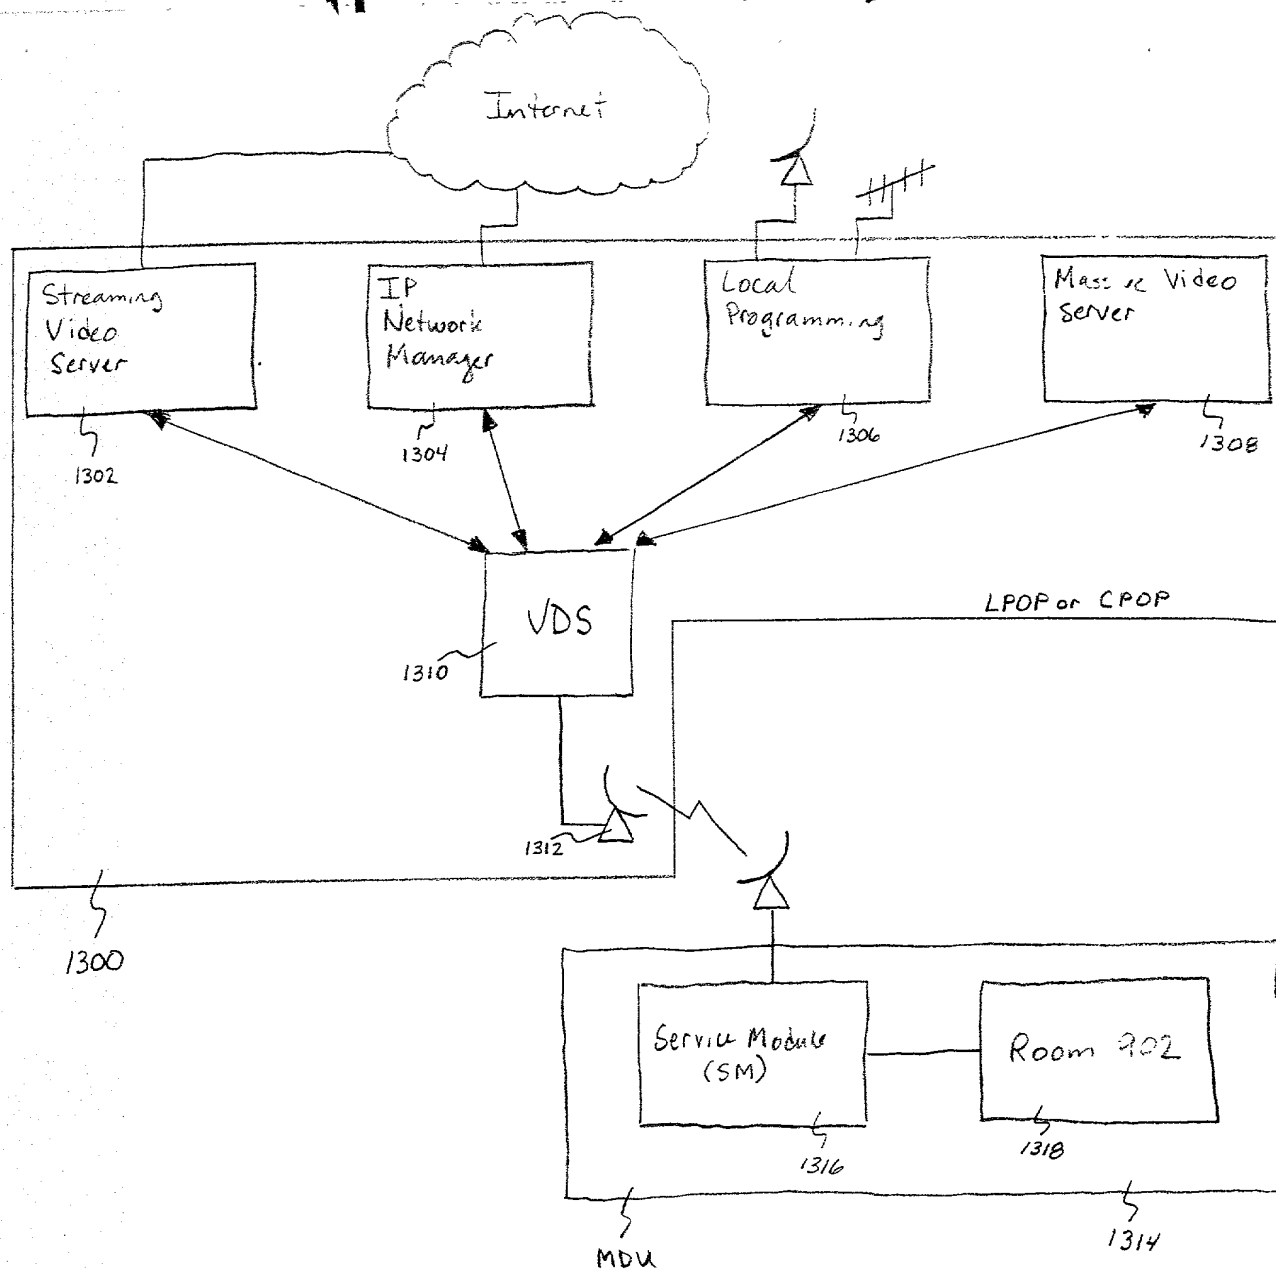 Internet
Streaming
Video
Server
IP
Network
Manager
Local
Programming
Video
Server
1302
1304
1306
1308
VDS
1310
LPOP or CPOP
1312
1300
Service Module
(SM)
Room 902
1316
1318
1314
MDU